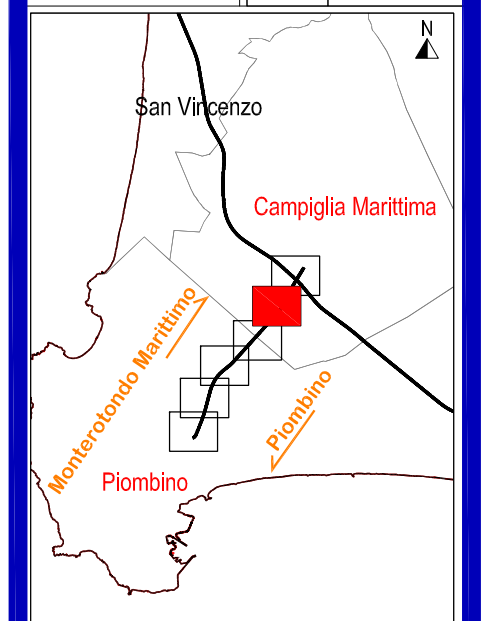 N
San Vincenzo
Campiglia Marittima
Monterotondo Marittimo
Piombino
Piombino